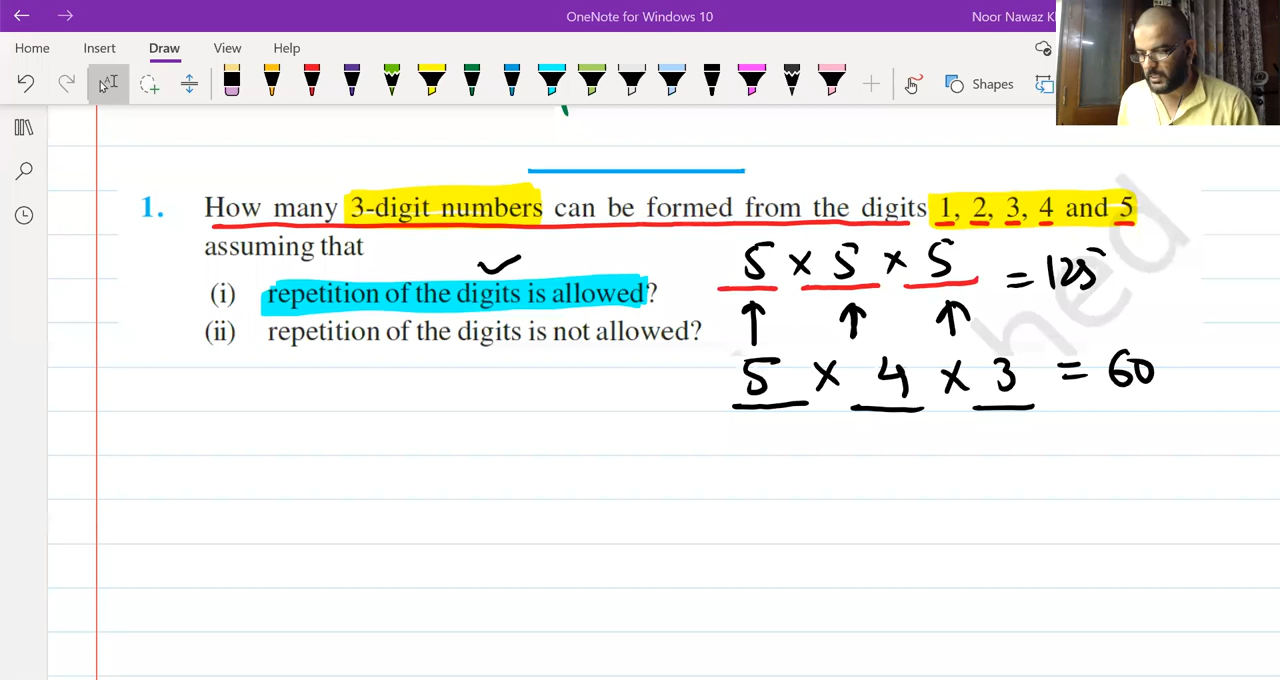 OneNote for Windows 10
Noor Nawaz
Home Insert Draw View Help
Shapes
1. How many 3-digit numbers can be formed from the digits 1, 2, 3, 4 and 5
assuming that
5 × 5 × 5 = 125
(i) repetition of the digits is allowed?
(ii) repetition of the digits is not allowed?
5 × 4 × 3 = 60
hed